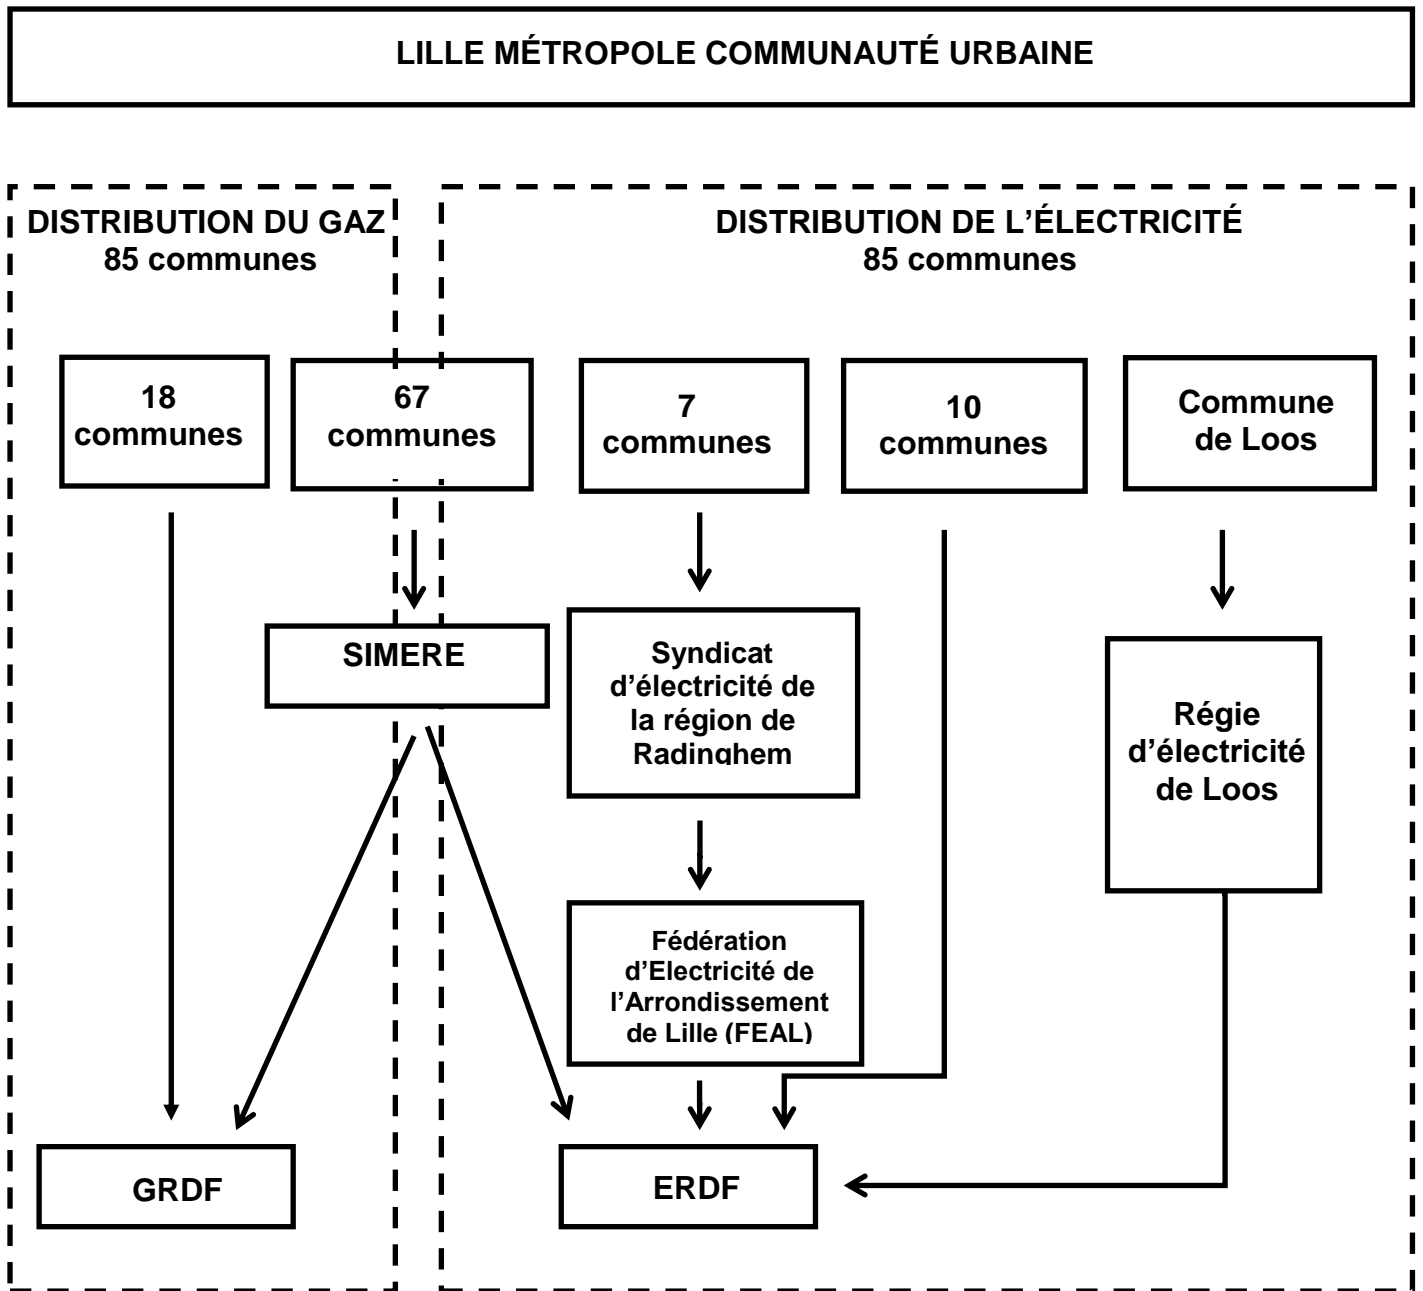 LILLE MÉTROPOLE COMMUNAUTÉ URBAINE
DISTRIBUTION DU GAZ
85 communes
DISTRIBUTION DE L’ÉLECTRICITÉ
85 communes
18
communes
67
communes
7
communes
10
communes
Commune
de Loos
SIMERE
Syndicat
d’électricité de
la région de
Radinghem
Régie
d’électricité
de Loos
Fédération
d’Electricité de
l’Arrondissement
de Lille (FEAL)
GRDF
ERDF